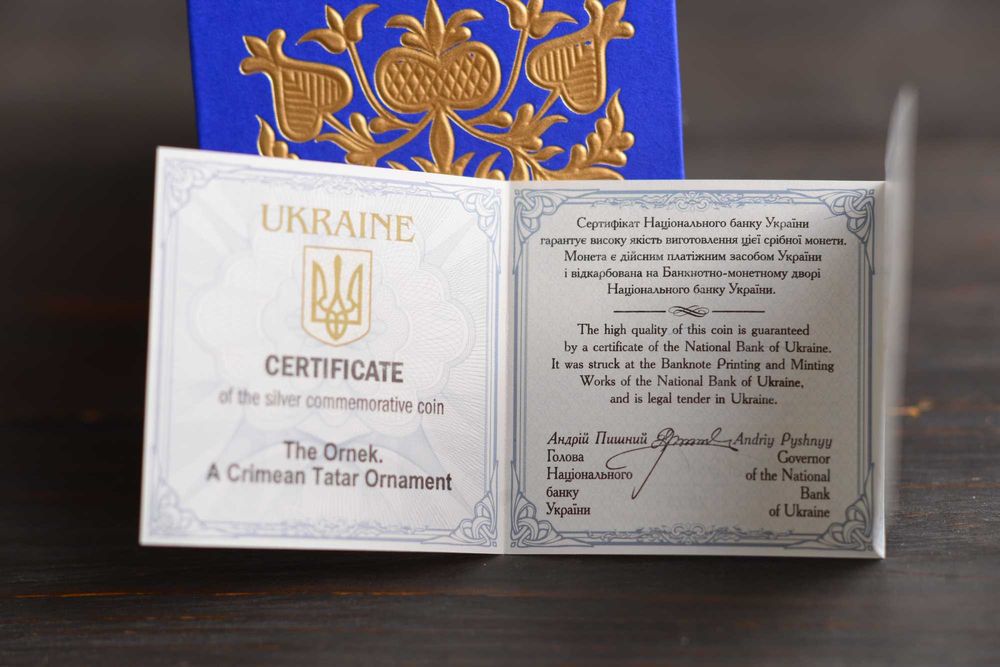 UKRAINE
CERTIFICATE
of the silver commemorative coin
The Ornek.
A Crimean Tatar Ornament
Сертифікат Національного банку України
гарантує високу якість виготовлення цієї срібної монети.
Монета є дійсним платіжним засобом України
і відкарбована на Банкнотно-монетному дворі
Національного банку України.
The high quality of this coin is guaranteed
by a certificate of the National Bank of Ukraine.
It was struck at the Banknote Printing and Minting
Works of the National Bank of Ukraine,
and is legal tender in Ukraine.
Андрій Пишний
Голова
Національного
банку
України
Andriy Pyshnyy
Governor
of the National
Bank
of Ukraine